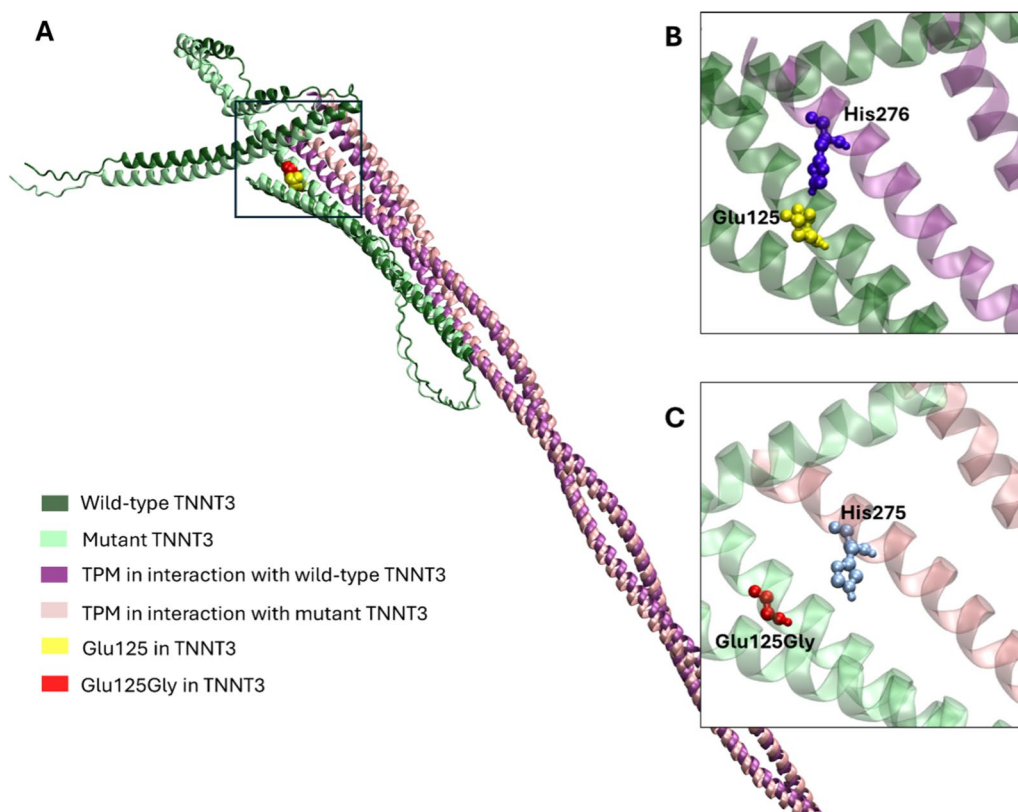 A
B
His276
Glu125
C
His275
Glu125Gly
Wild-type TNNT3
Mutant TNNT3
TPM in interaction with wild-type TNNT3
TPM in interaction with mutant TNNT3
Glu125 in TNNT3
Glu125Gly in TNNT3